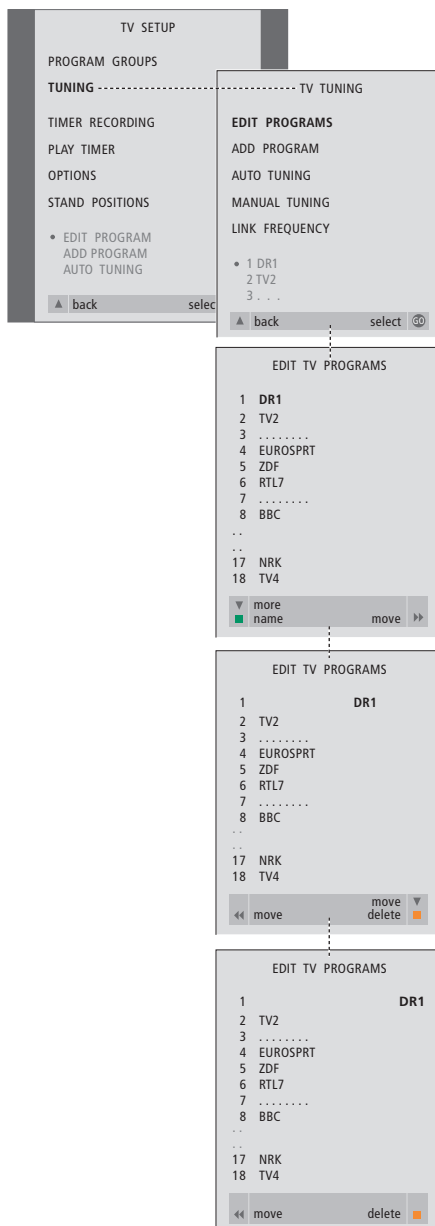 TV SETUP
PROGRAM GROUPS
TUNING
TIMER RECORDING
PLAY TIMER
OPTIONS
STAND POSITIONS
EDIT PROGRAM
ADD PROGRAM
AUTO TUNING
back selec
TV TUNING
EDIT PROGRAMS
ADD PROGRAM
AUTO TUNING
MANUAL TUNING
LINK FREQUENCY
1 DR1
2 TV2
3 . . .
back select GO
EDIT TV PROGRAMS
1 DR1
2 TV2
3 ........
4 EUROSPRT
5 ZDF
6 RTL7
7 ........
8 BBC
. .
. .
17 NRK
18 TV4
more
name move
EDIT TV PROGRAMS
1 DR1
2 TV2
3 ........
4 EUROSPRT
5 ZDF
6 RTL7
7 ........
8 BBC
. .
. .
17 NRK
18 TV4
move
move delete
EDIT TV PROGRAMS
1 DR1
2 TV2
3 ........
4 EUROSPRT
5 ZDF
6 RTL7
7 ........
8 BBC
. .
. .
17 NRK
18 TV4
move delete